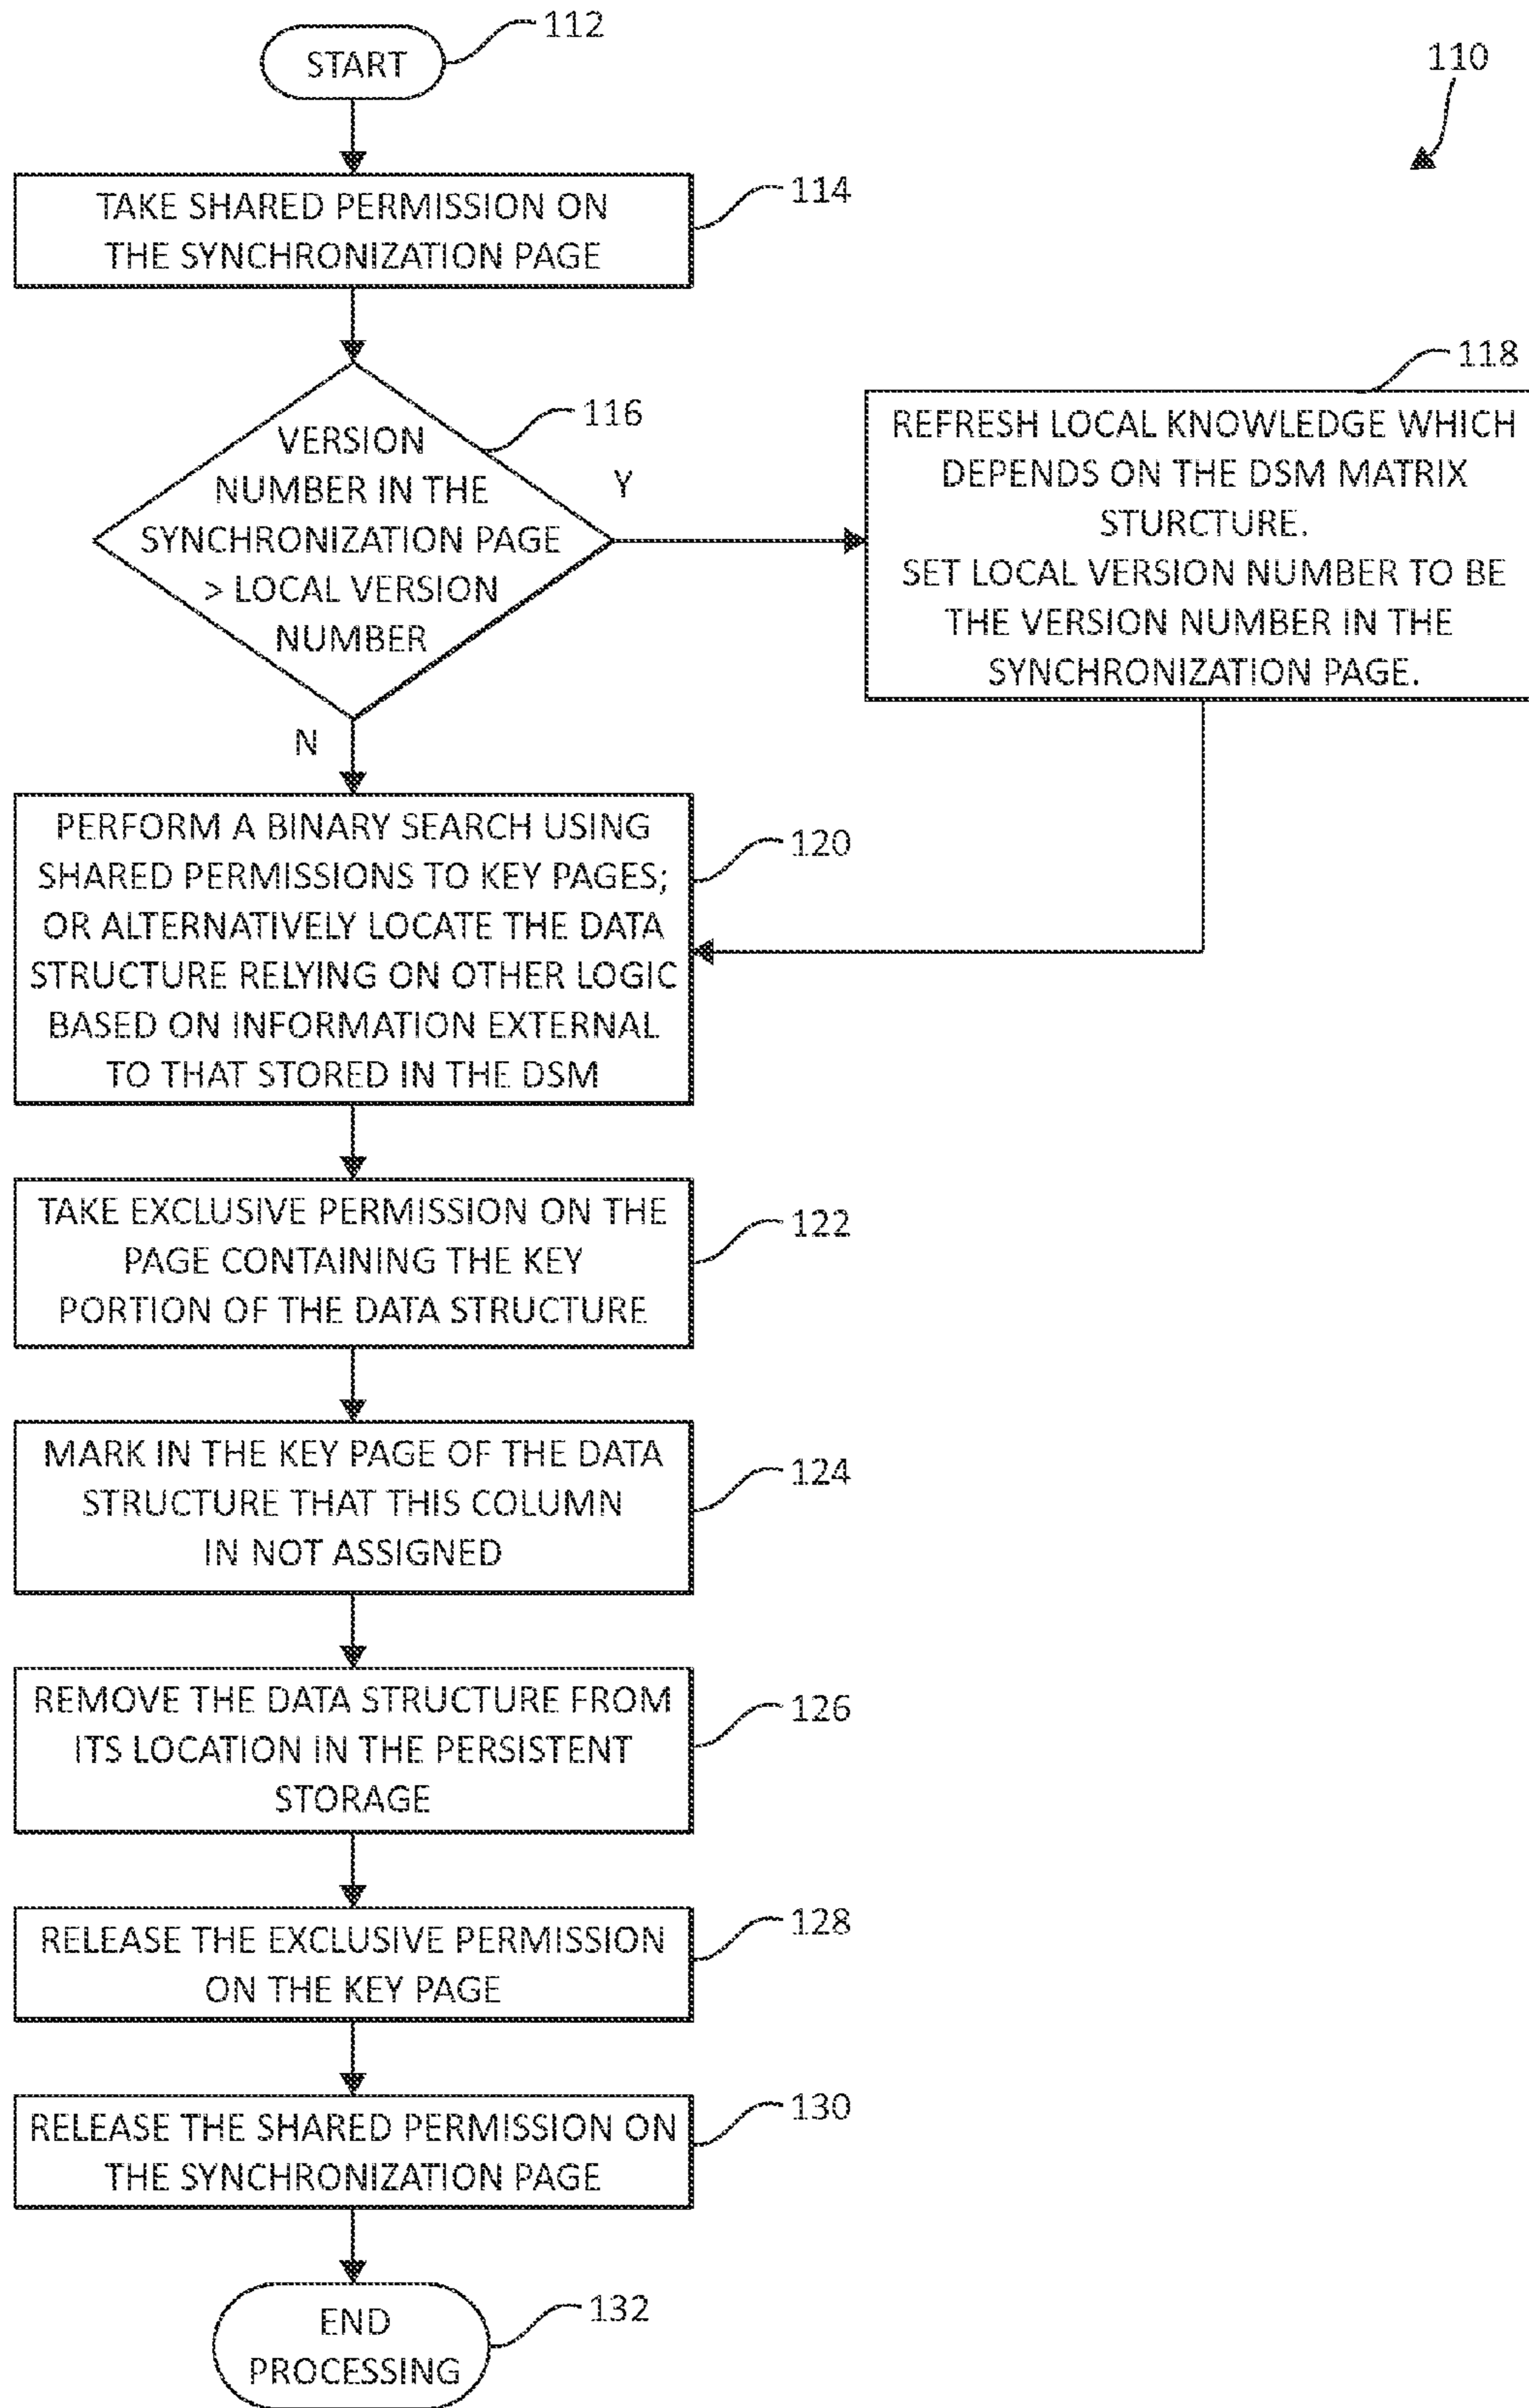 112
START
110
TAKE SHARED PERMISSION ON
THE SYNCHRONIZATION PAGE
114
VERSION
NUMBER IN THE
SYNCHRONIZATION PAGE
> LOCAL VERSION
NUMBER
116
Y
N
118
REFRESH LOCAL KNOWLEDGE WHICH
DEPENDS ON THE DSM MATRIX
STURCTURE.
SET LOCAL VERSION NUMBER TO BE
THE VERSION NUMBER IN THE
SYNCHRONIZATION PAGE.
PERFORM A BINARY SEARCH USING
SHARED PERMISSIONS TO KEY PAGES;
OR ALTERNATIVELY LOCATE THE DATA
STRUCTURE RELYING ON OTHER LOGIC
BASED ON INFORMATION EXTERNAL
TO THAT STORED IN THE DSM
120
TAKE EXCLUSIVE PERMISSION ON THE
PAGE CONTAINING THE KEY
PORTION OF THE DATA STRUCTURE
122
MARK IN THE KEY PAGE OF THE DATA
STRUCTURE THAT THIS COLUMN
IN NOT ASSIGNED
124
REMOVE THE DATA STRUCTURE FROM
ITS LOCATION IN THE PERSISTENT
STORAGE
126
RELEASE THE EXCLUSIVE PERMISSION
ON THE KEY PAGE
128
RELEASE THE SHARED PERMISSION ON
THE SYNCHRONIZATION PAGE
130
END
PROCESSING
132